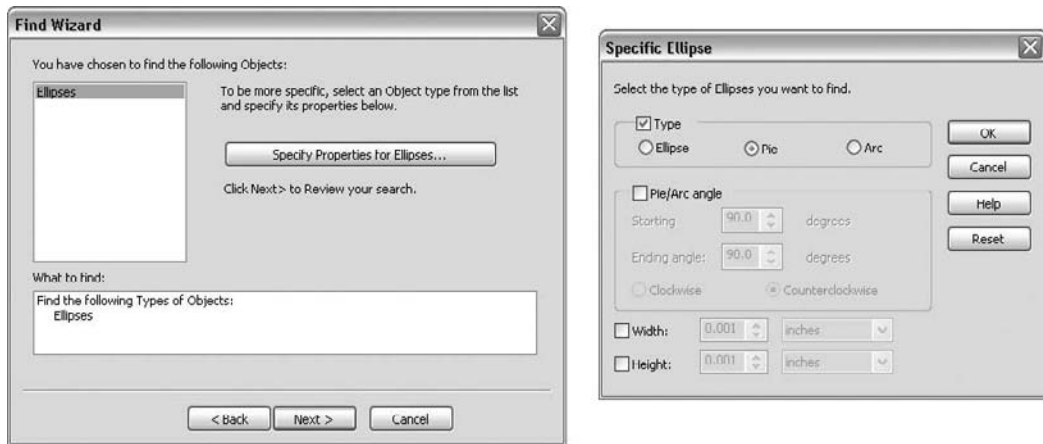 Find Wizard
You have chosen to find the following Objects:
Ellipses
To be more specific, select an Object type from the list
and specify its properties below.
Specify Properties for Ellipses...
Click Next> to Review your search.
What to find:
Find the following Types of Objects:
Ellipses
< Back
Next >
Cancel
Specific Ellipse
Select the type of Ellipses you want to find.
Type
Ellipse
Pie
Arc
OK
Cancel
Help
Reset
Pie/Arc angle
Starting 90.0 degrees
Ending angle: 90.0 degrees
Clockwise
Counterclockwise
Width: 0.001 inches
Height: 0.001 inches